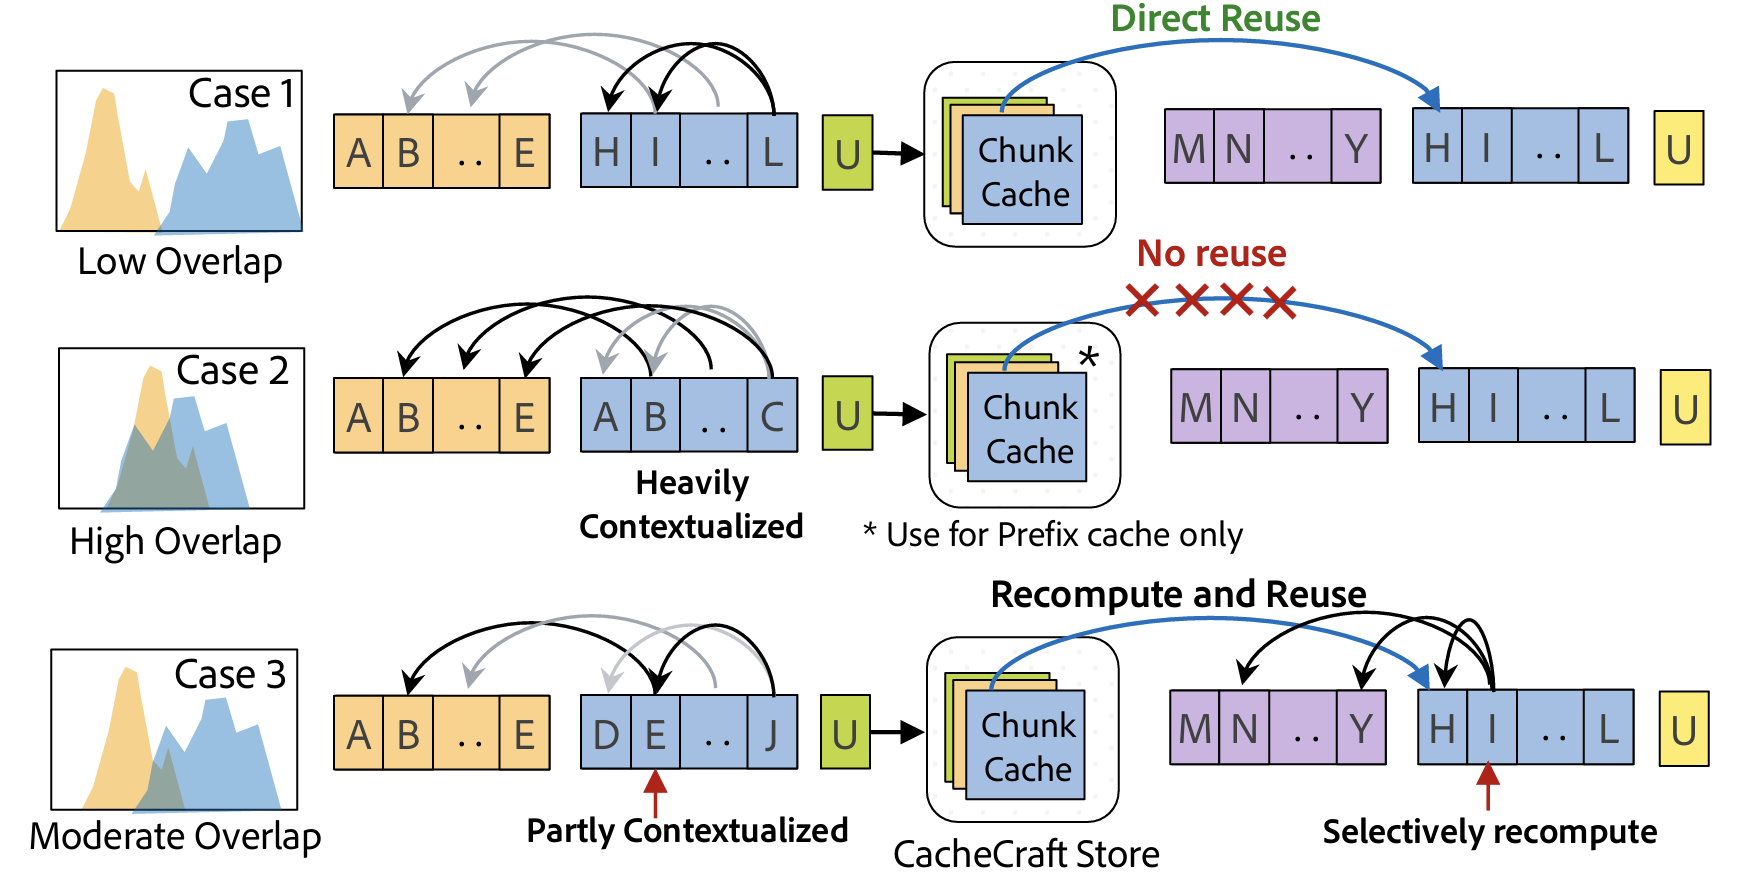 Direct Reuse
Case 1
A B . . E H I . . L U Chunk Cache M N . . Y H I . . L U
Low Overlap
No reuse
Case 2
A B . . E A B . . C U Chunk Cache * M N . . Y H I . . L U
Heavily
Contextualized
High Overlap
* Use for Prefix cache only
Recompute and Reuse
Case 3
A B . . E D E . . J U Chunk Cache M N . . Y H I . . L U
Moderate Overlap
Partly Contextualized
CacheCraft Store
Selectively recompute